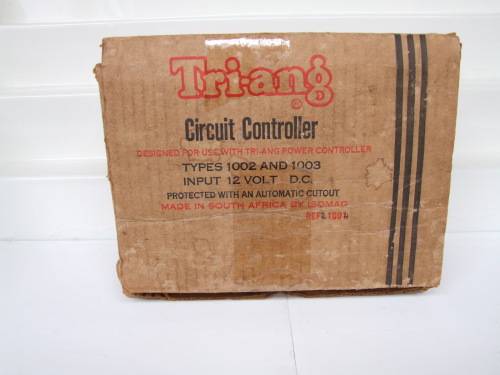 Tri-ang
®
Circuit Controller
DESIGNED FOR USE WITH TRI-ANG POWER CONTROLLER
TYPES 1002 AND 1003
INPUT 12 VOLT D.C.
PROTECTED WITH AN AUTOMATIC CUTOUT
MADE IN SOUTH AFRICA BY ISOMAG